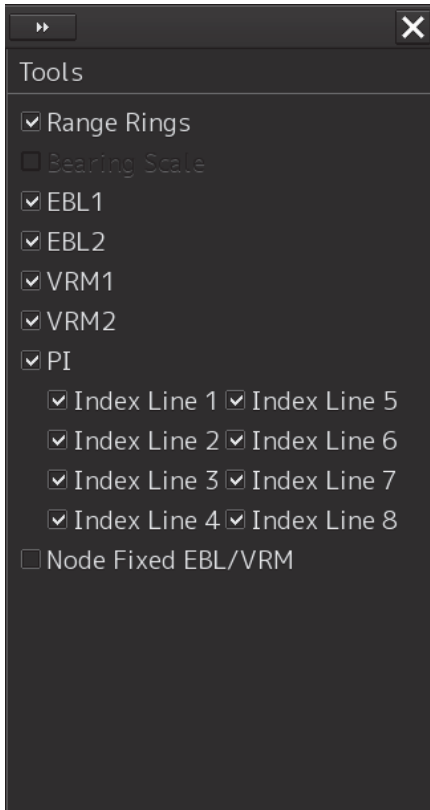 Tools
Range Rings
Bearing Scale
EBL1
EBL2
VRM1
VRM2
PI
Index Line 1 Index Line 5
Index Line 2 Index Line 6
Index Line 3 Index Line 7
Index Line 4 Index Line 8
Node Fixed EBL/VRM